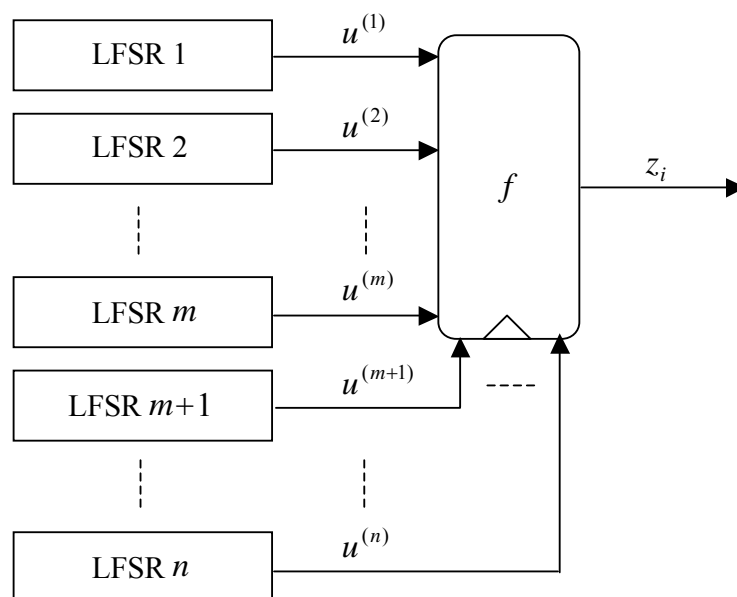 LFSR 1
u^(1)
LFSR 2
u^(2)
f
z_i
LFSR m
u^(m)
LFSR m+1
u^(m+1)
LFSR n
u^(n)